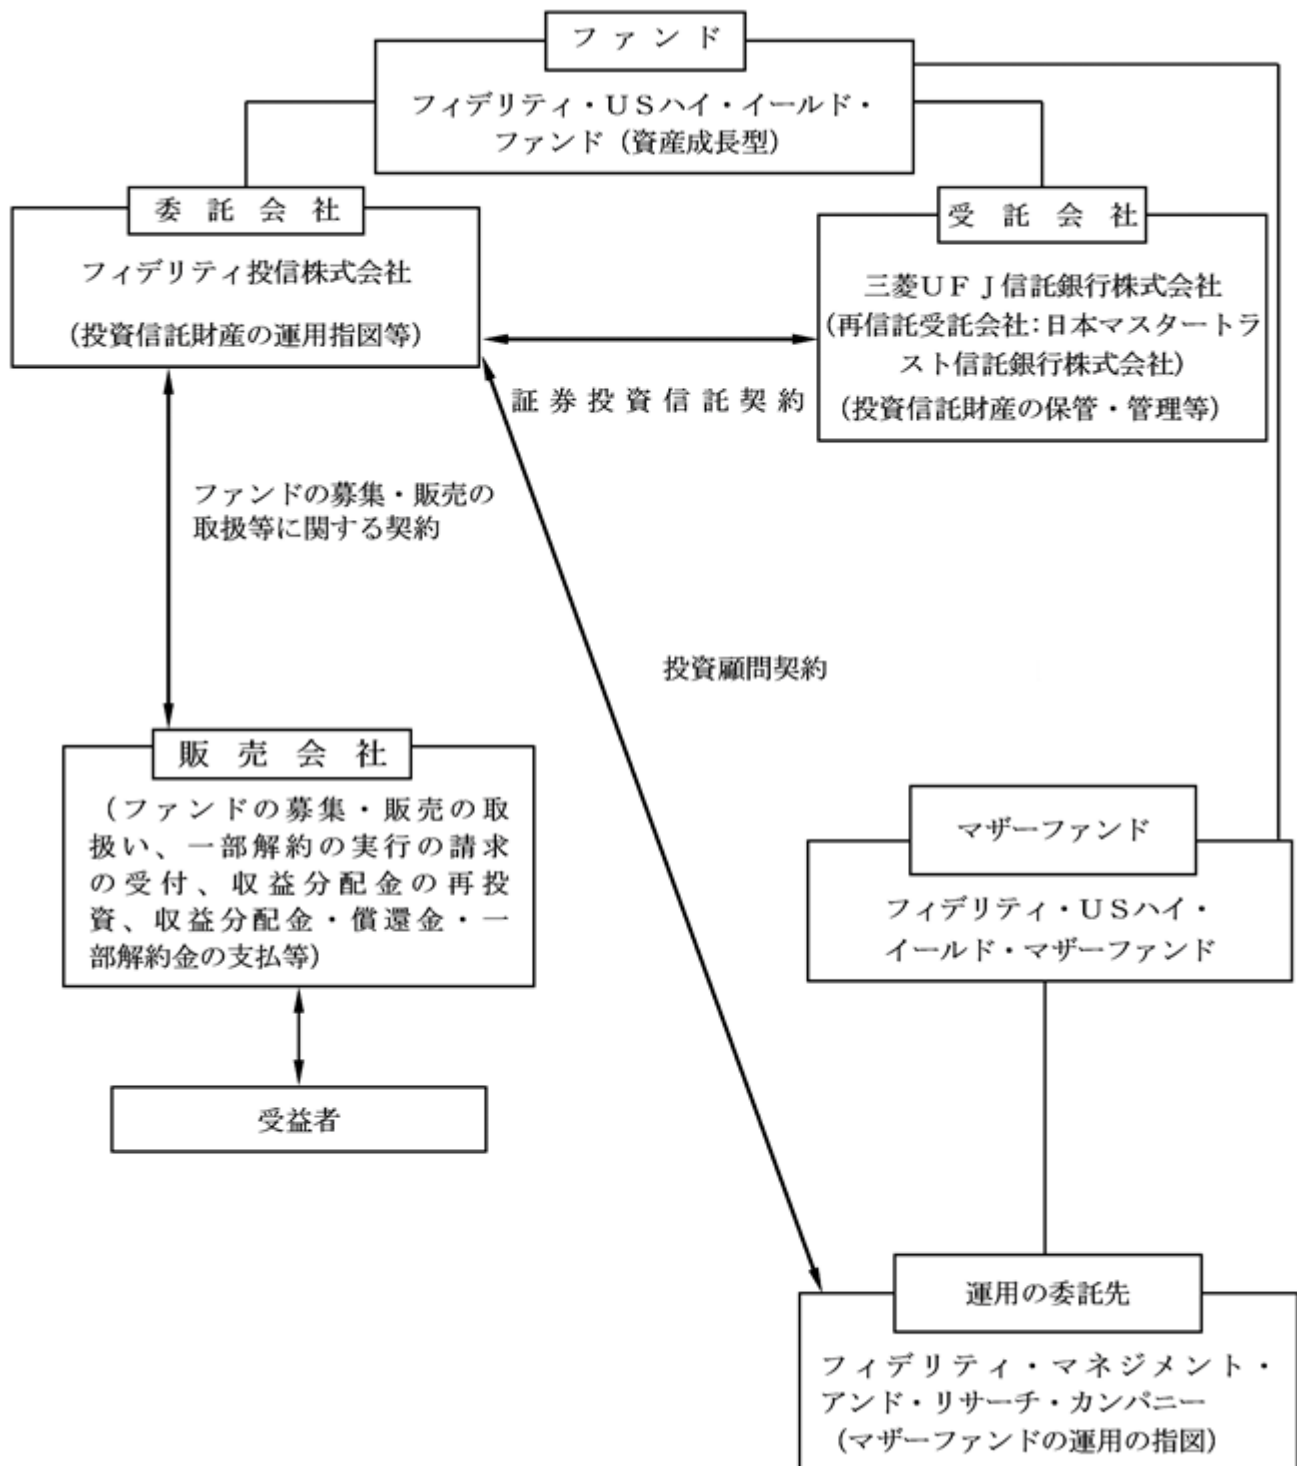 ファンド
フィデリティ・ＵＳハイ・イールド・
ファンド（資産成長型）
委託会社
フィデリティ投信株式会社
（投資信託財産の運用指図等）
受託会社
三菱ＵＦＪ信託銀行株式会社
（再信託受託会社：日本マスタートラ
スト信託銀行株式会社）
（投資信託財産の保管・管理等）
証券投資信託契約
ファンドの募集・販売の
取扱等に関する契約
投資顧問契約
販売会社
（ファンドの募集・販売の取
扱い、一部解約の実行の請求
の受付、収益分配金の再投
資、収益分配金・償還金・一
部解約金の支払等）
マザーファンド
フィデリティ・ＵＳハイ・
イールド・マザーファンド
受益者
運用の委託先
フィデリティ・マネジメント・
アンド・リサーチ・カンパニー
（マザーファンドの運用の指図）